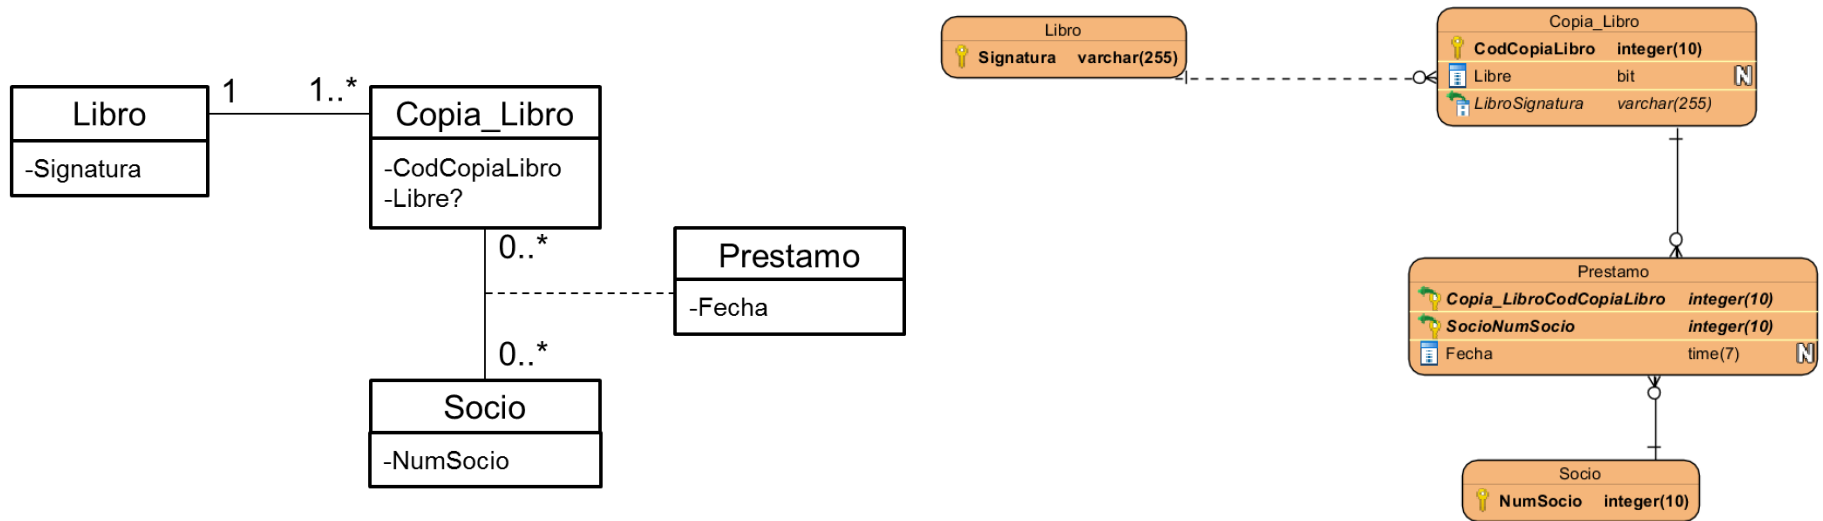 Libro
-Signatura
1
1..*
Copia_Libro
-CodCopiaLibro
-Libre?
0..*
Prestamo
-Fecha
0..*
Socio
-NumSocio
Libro
Signatura varchar(255)
Copia_Libro
CodCopiaLibro integer(10)
Libre bit N
LibroSignatura varchar(255)
Prestamo
Copia_LibroCodCopiaLibro integer(10)
SocioNumSocio integer(10)
Fecha time(7) N
Socio
NumSocio integer(10)